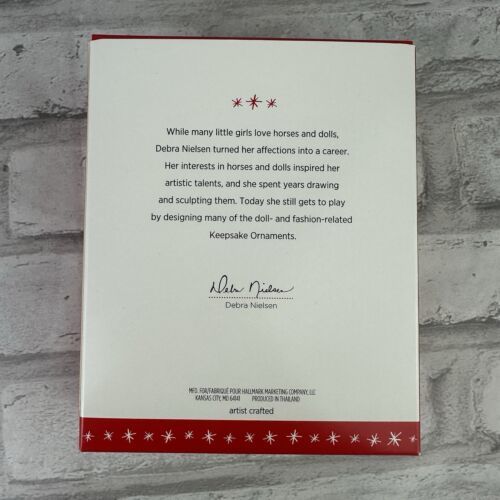 While many little girls love horses and dolls,
Debra Nielsen turned her affections into a career.
Her interests in horses and dolls inspired her
artistic talents, and she spent years drawing
and sculpting them. Today she still gets to play
by designing many of the doll- and fashion-related
Keepsake Ornaments.
Debra Nielsen
Debra Nielsen
MFD. FOR/FABRIQUÉ POUR HALLMARK MARKETING COMPANY, LLC
KANSAS CITY, MO 64141 PRODUCED IN THAILAND
artist crafted